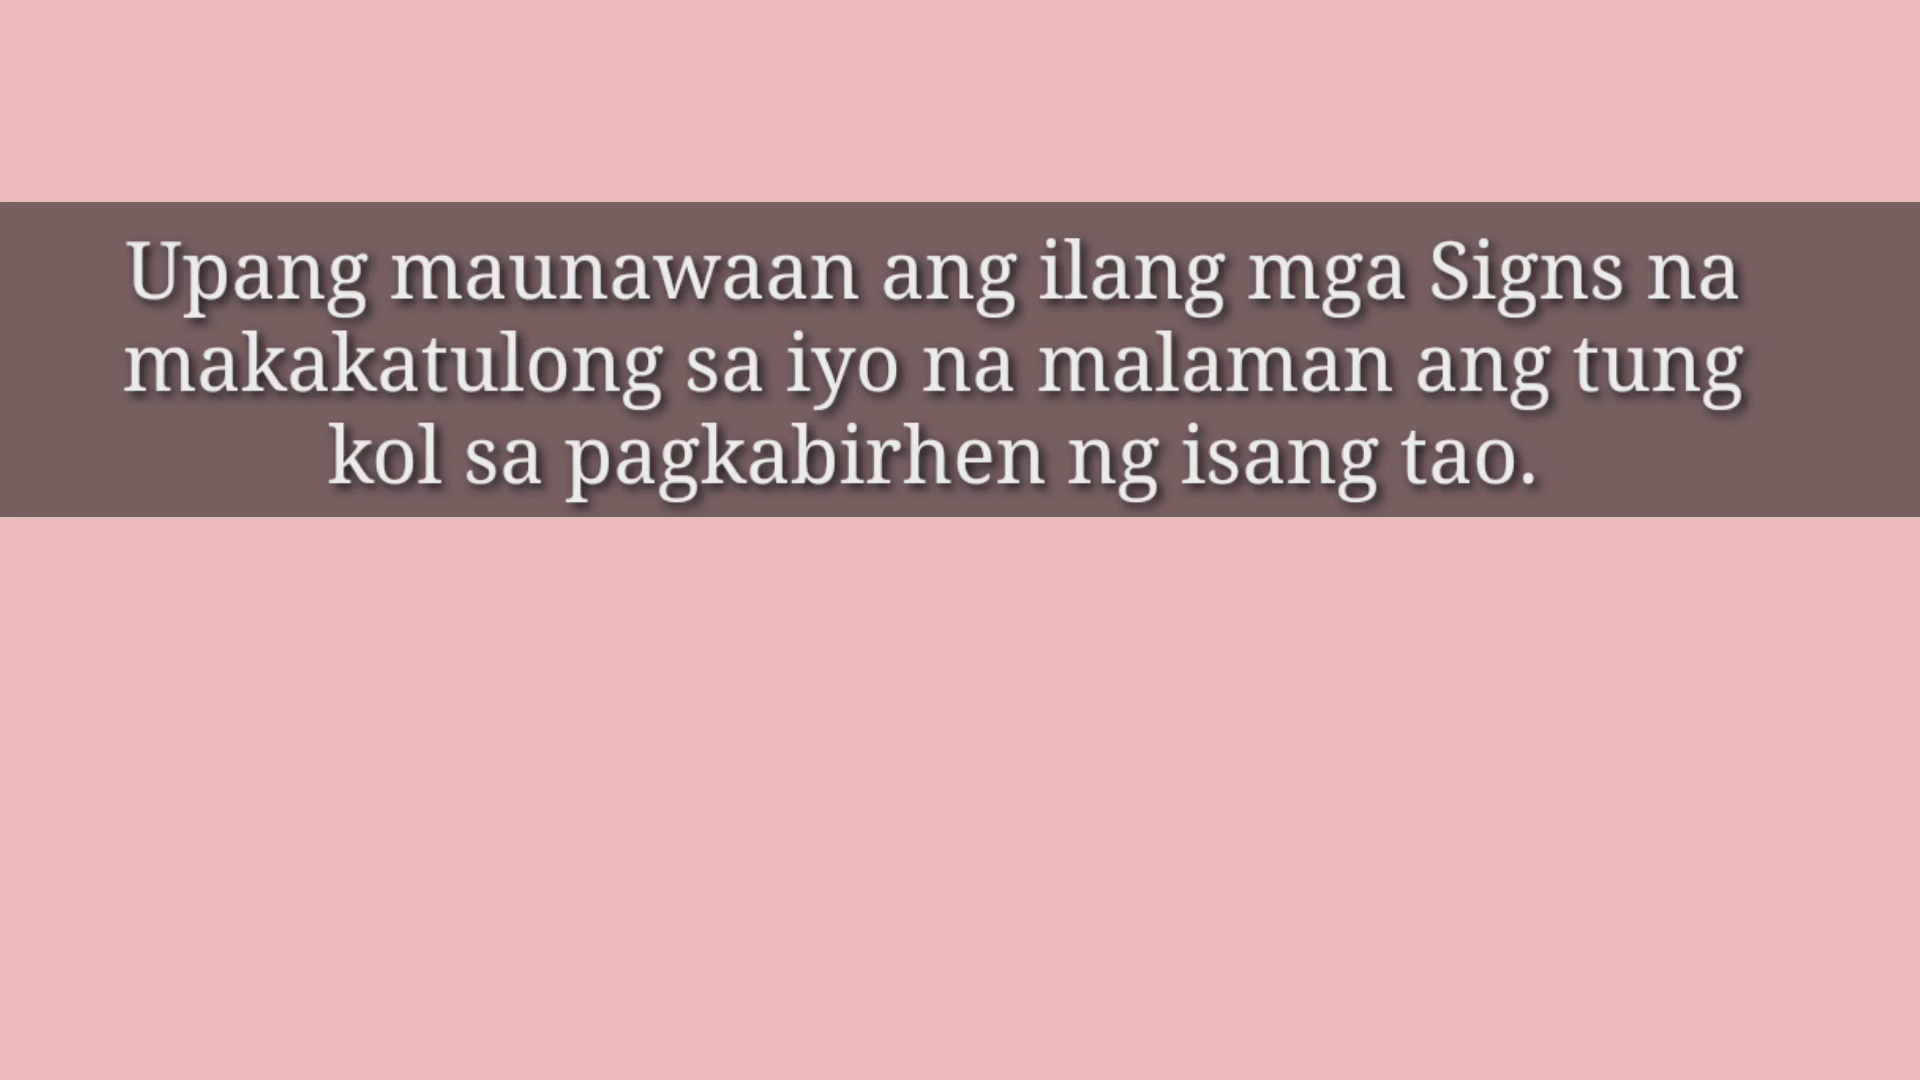 Upang maunawaan ang ilang mga Signs na
makakatulong sa iyo na malaman ang tung
kol sa pagkabirhen ng isang tao.